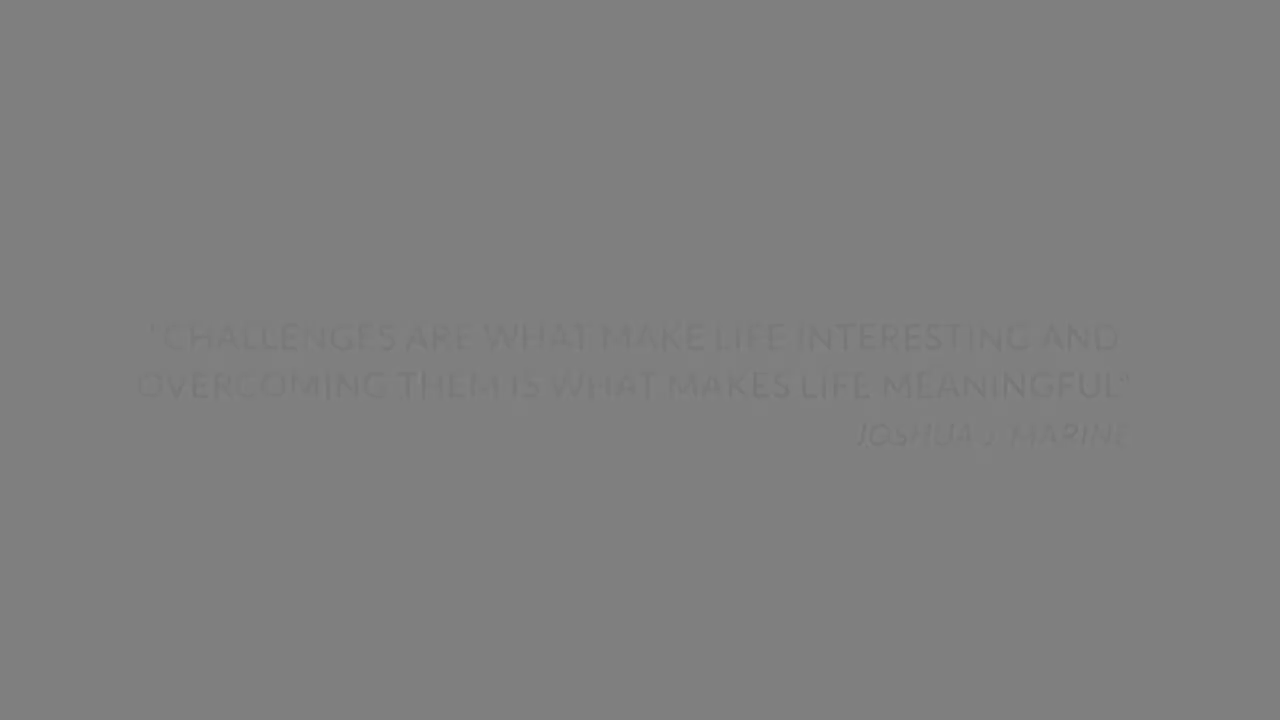 "CHALLENGES ARE WHAT MAKE LIFE INTERESTING AND
OVERCOMING THEM IS WHAT MAKES LIFE MEANINGFUL"
JOSHUA J. MARINE